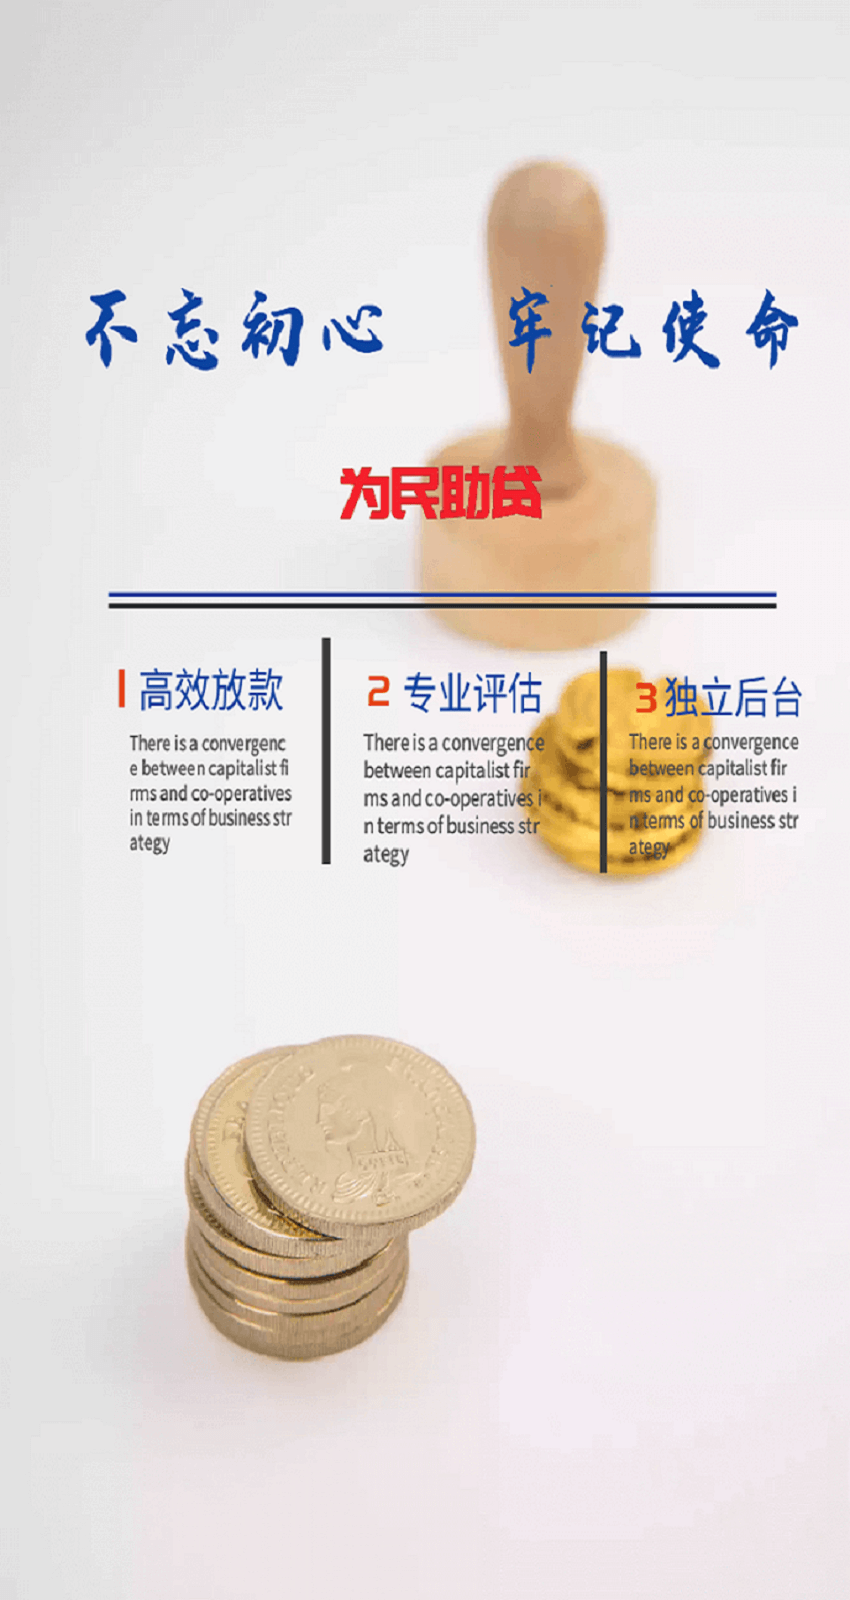 不忘初心 牢记使命
为民助贷
1 高效放款
There is a convergenc
e between capitalist fi
rms and co-operatives
in terms of business str
ategy
2 专业评估
There is a convergence
between capitalist fir
ms and co-operatives i
n terms of business str
ategy
3 独立后台
There is a convergence
between capitalist fir
ms and co-operatives i
n terms of business str
ategy